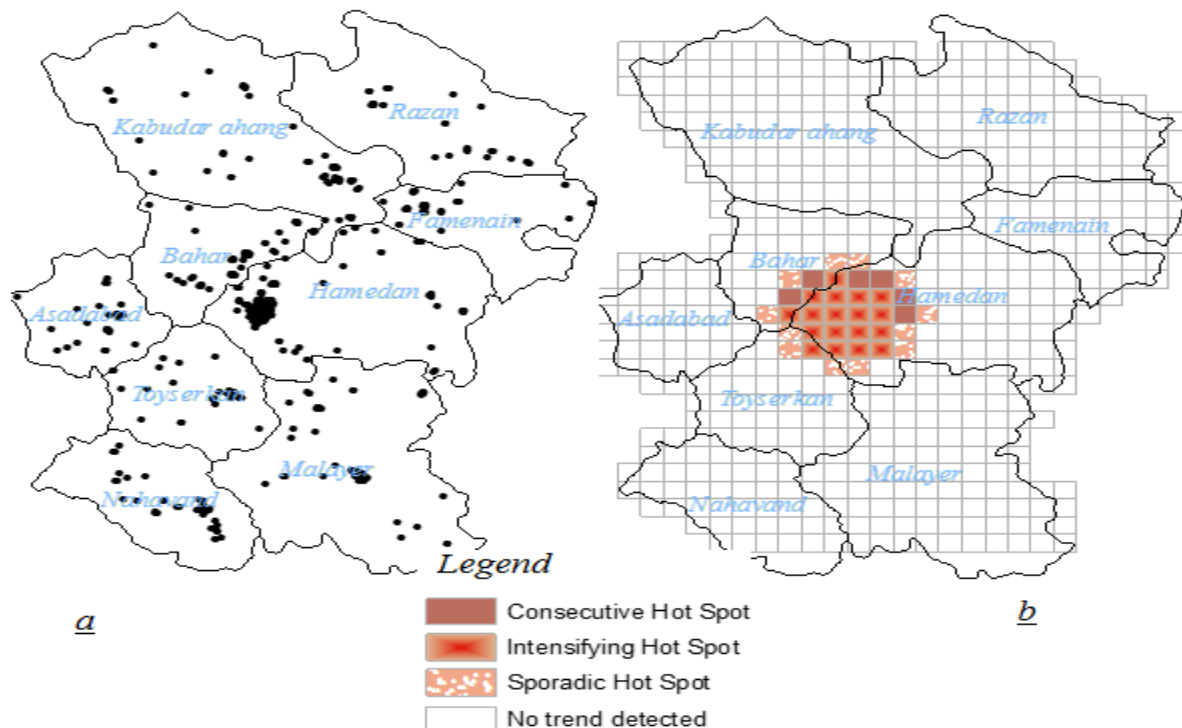 Kabudar ahang
Razan
Famenain
Bahar
Hamedan
Asadabad
Toyserkan
Malayer
Nahavand
Kabudar ahang
Razan
Famenain
Bahar
Hamedan
Asadabad
Toyserkan
Malayer
Nahavand
Legend
a
b
Consecutive Hot Spot
Intensifying Hot Spot
Sporadic Hot Spot
No trend detected